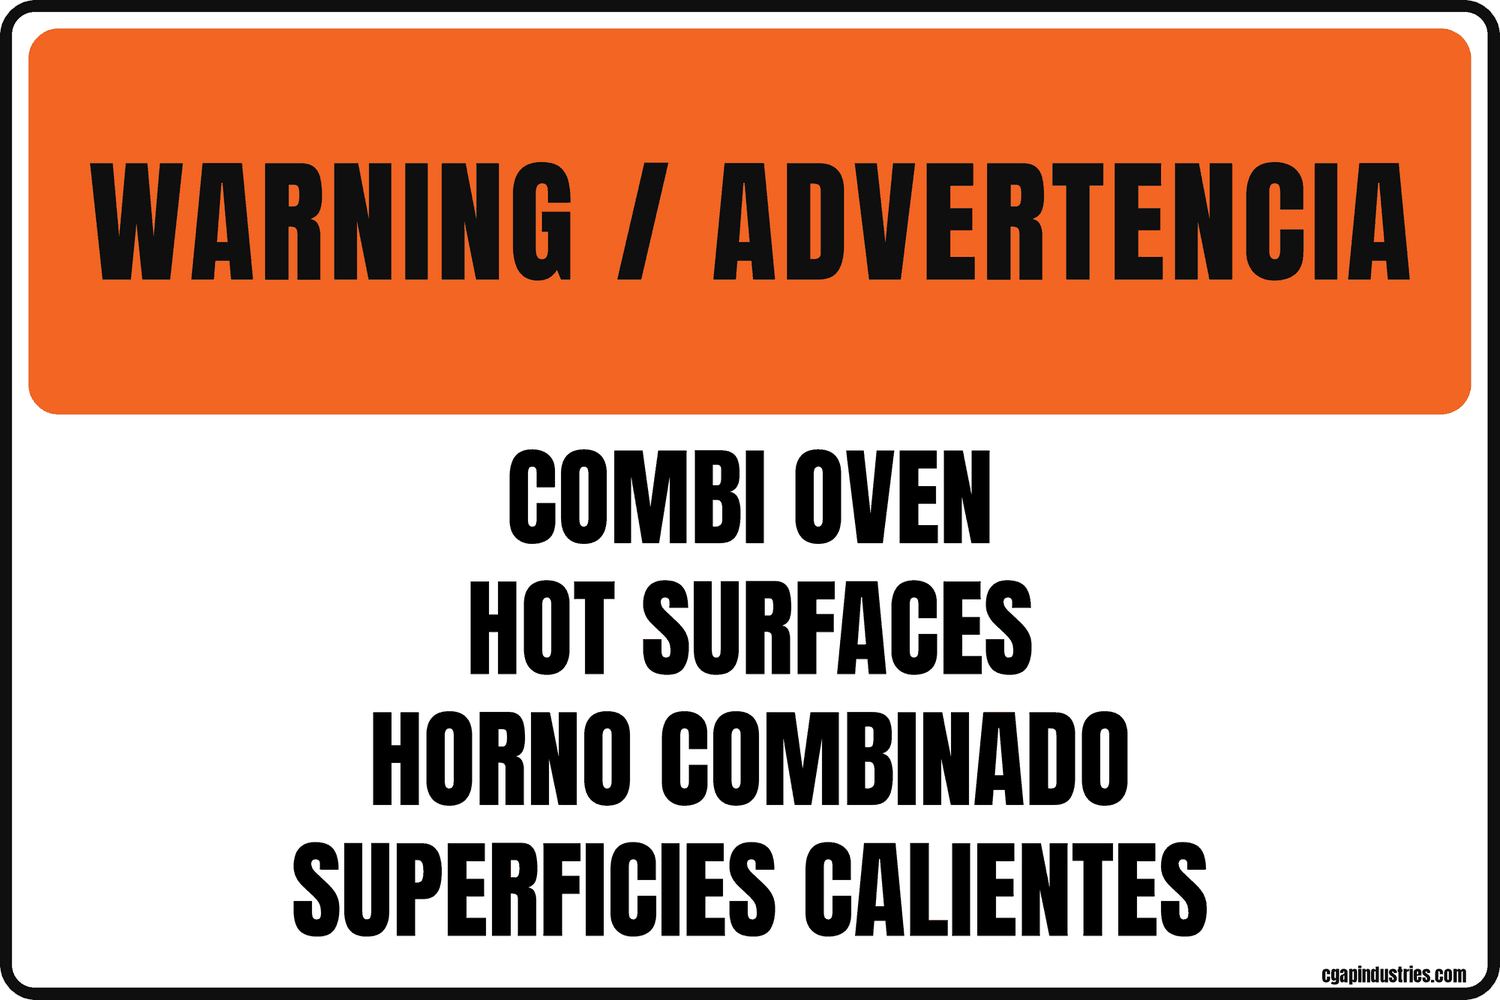 WARNING / ADVERTENCIA
COMBI OVEN
HOT SURFACES
HORNO COMBINADO
SUPERFICIES CALIENTES
cgapindustries.com